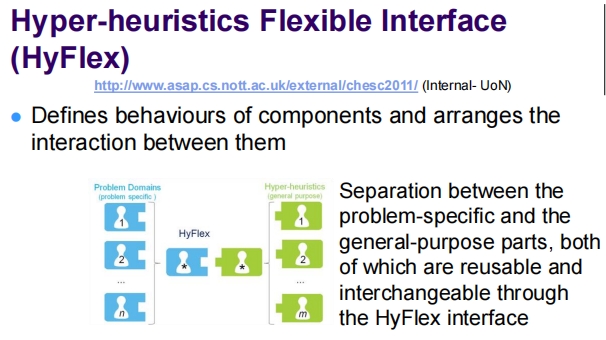 Hyper-heuristics Flexible Interface
(HyFlex)
http://www.asap.cs.nott.ac.uk/external/chesc2011/ (Internal- UoN)
Defines behaviours of components and arranges the
interaction between them
Problem Domains
(problem specific )
1
2
...
n
HyFlex
*
*
Hyper-heuristics
(general purpose)
1
2
...
m
Separation between the
problem-specific and the
general-purpose parts, both
of which are reusable and
interchangeable through
the HyFlex interface